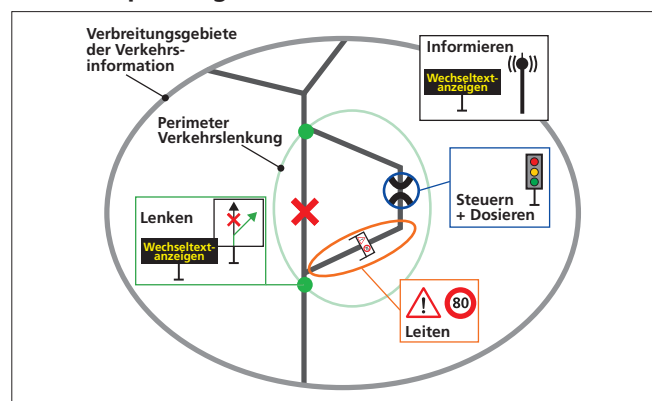 Verbreitungsgebiete
der Verkehrs-
information
Informieren
Wechseltext-
anzeigen
Perimeter
Verkehrslenkung
Steuern
+ Dosieren
Lenken
Wechseltext-
anzeigen
80
Leiten